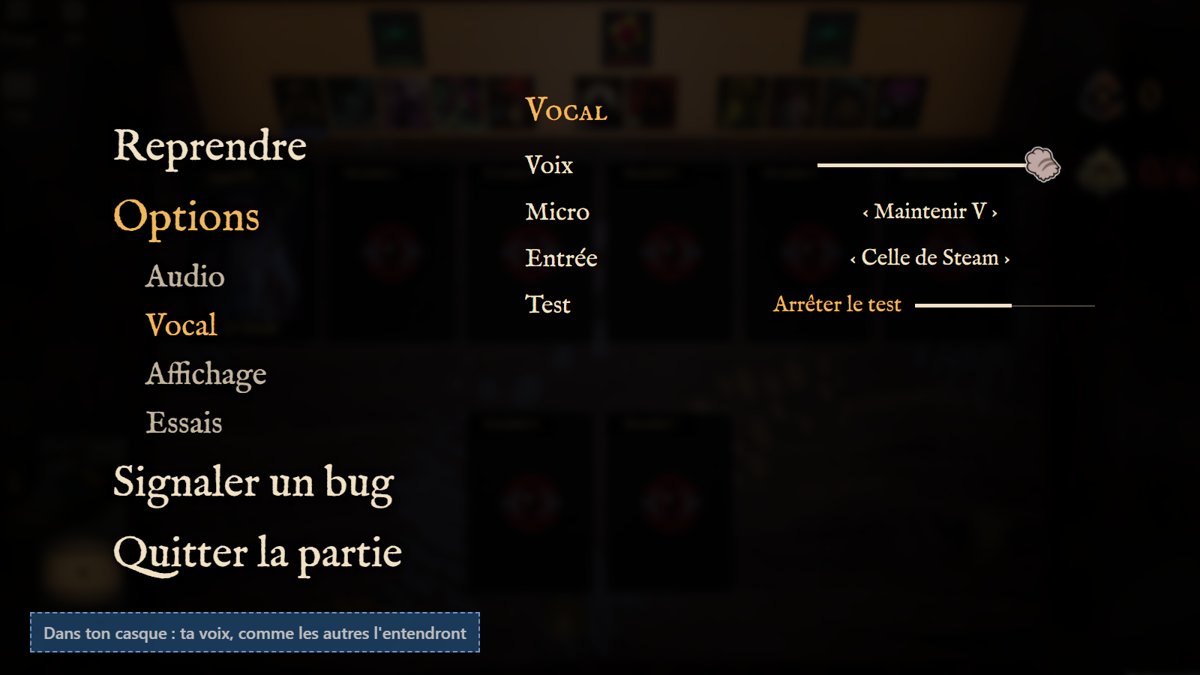 Reprendre
Options
Audio
Vocal
Affichage
Essais
Signaler un bug
Quitter la partie
Vocal
Voix
Micro ‹ Maintenir V ›
Entrée ‹ Celle de Steam ›
Test Arrêter le test
Dans ton casque : ta voix, comme les autres l'entendront